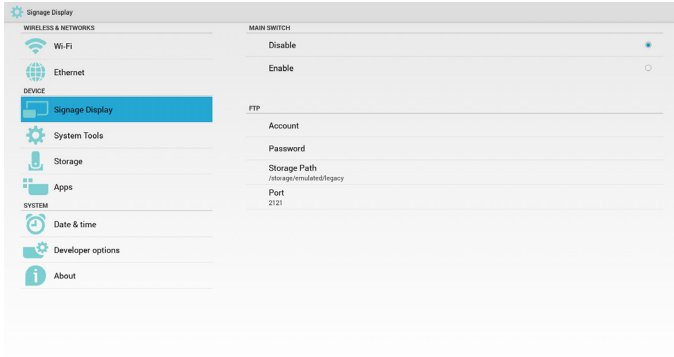 Signage Display
WIRELESS & NETWORKS
Wi-Fi
Ethernet
DEVICE
Signage Display
System Tools
Storage
Apps
SYSTEM
Date & time
Developer options
About
MAIN SWITCH
Disable
Enable
FTP
Account
Password
Storage Path
/storage/emulated/legacy
Port
2121